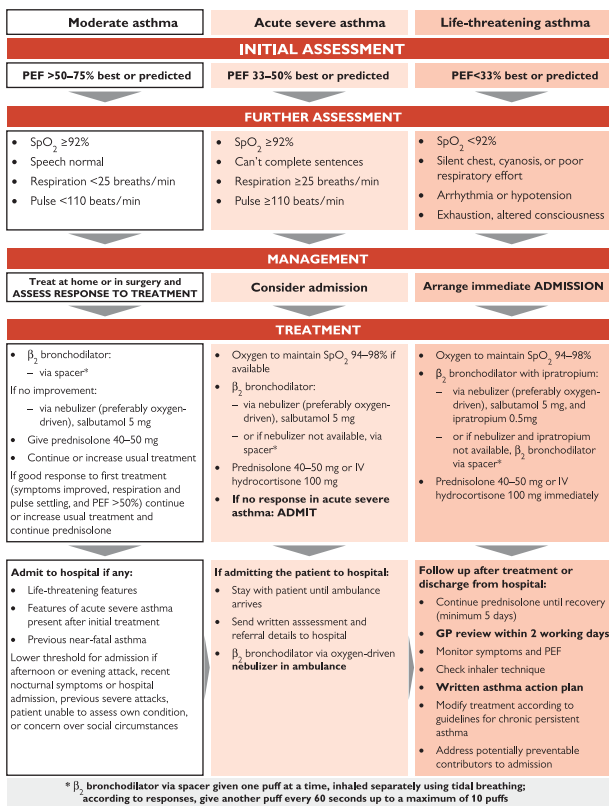 Moderate asthma
Acute severe asthma
Life-threatening asthma
INITIAL ASSESSMENT
PEF >50–75% best or predicted
PEF 33–50% best or predicted
PEF<33% best or predicted
FURTHER ASSESSMENT
• SpO2 ≥92%
• Speech normal
• Respiration <25 breaths/min
• Pulse <110 beats/min
• SpO2 ≥92%
• Can't complete sentences
• Respiration ≥25 breaths/min
• Pulse ≥110 beats/min
• SpO2 <92%
• Silent chest, cyanosis, or poor
respiratory effort
• Arrhythmia or hypotension
• Exhaustion, altered consciousness
MANAGEMENT
Treat at home or in surgery and
ASSESS RESPONSE TO TREATMENT
Consider admission
Arrange immediate ADMISSION
TREATMENT
• β2 bronchodilator:
– via spacer*
If no improvement:
– via nebulizer (preferably oxygen-
driven), salbutamol 5 mg
• Give prednisolone 40–50 mg
• Continue or increase usual treatment
If good response to first treatment
(symptoms improved, respiration and
pulse settling, and PEF >50%) continue
or increase usual treatment and
continue prednisolone
• Oxygen to maintain SpO2 94–98% if
available
• β2 bronchodilator:
– via nebulizer (preferably oxygen-
driven), salbutamol 5 mg
– or if nebulizer not available, via
spacer*
• Prednisolone 40–50 mg or IV
hydrocortisone 100 mg
• If no response in acute severe
asthma: ADMIT
• Oxygen to maintain SpO2 94–98%
• β2 bronchodilator with ipratropium:
– via nebulizer (preferably oxygen-
driven), salbutamol 5 mg, and
ipratropium 0.5mg
– or if nebulizer and ipratropium
not available, β2 bronchodilator
via spacer*
• Prednisolone 40–50 mg or IV
hydrocortisone 100 mg immediately
Admit to hospital if any:
• Life-threatening features
• Features of acute severe asthma
present after initial treatment
• Previous near-fatal asthma
Lower threshold for admission if
afternoon or evening attack, recent
nocturnal symptoms or hospital
admission, previous severe attacks,
patient unable to assess own condition,
or concern over social circumstances
If admitting the patient to hospital:
• Stay with patient until ambulance
arrives
• Send written asssessment and
referral details to hospital
• β2 bronchodilator via oxygen-driven
nebulizer in ambulance
Follow up after treatment or
discharge from hospital:
• Continue prednisolone until recovery
(minimum 5 days)
• GP review within 2 working days
• Monitor symptoms and PEF
• Check inhaler technique
• Written asthma action plan
• Modify treatment according to
guidelines for chronic persistent
asthma
• Address potentially preventable
contributors to admission
* β2 bronchodilator via spacer given one puff at a time, inhaled separately using tidal breathing;
according to responses, give another puff every 60 seconds up to a maximum of 10 puffs